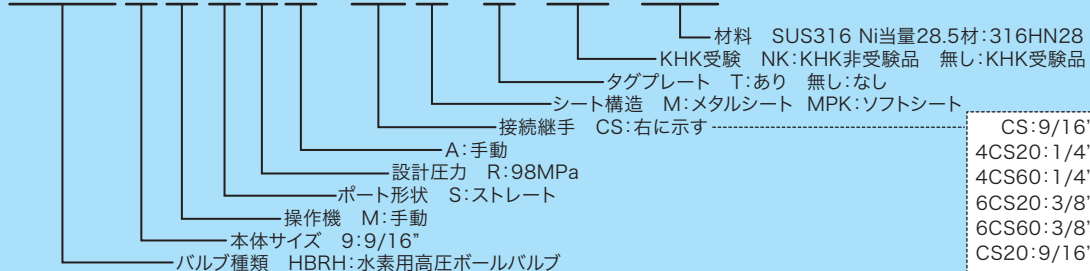 材料 SUS316 Ni当量28.5材:316HN28
KHK受験 NK:KHK非受験品 無し:KHK受験品
タグプレート T:あり 無し:なし
シート構造 M:メタルシート MPK:ソフトシート
接続継手 CS:右に示す
A:手動
設計圧力 R:98MPa
ポート形状 S:ストレート
操作機 M:手動
本体サイズ 9:9/16”
バルブ種類 HBRH:水素用高圧ボールバルブ
CS:9/16”
4CS20:1/4”
4CS60:1/4”
6CS20:3/8”
6CS60:3/8”
CS20:9/16”